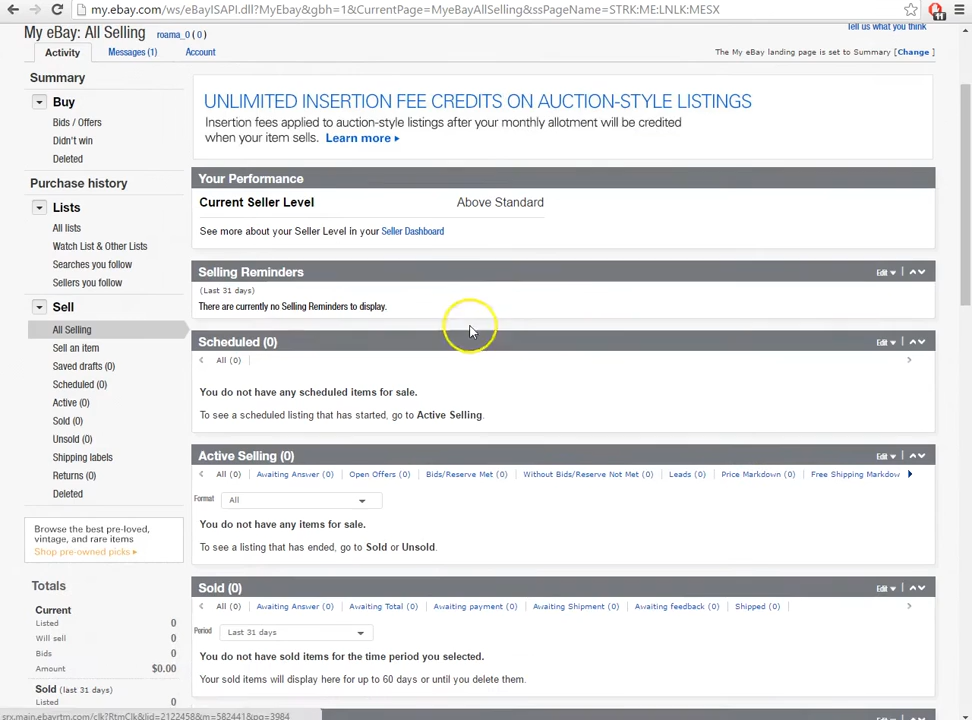 my.ebay.com/ws/eBayISAPI.dll?MyEbay&gbh=1&CurrentPage=MyeBayAllSelling&ssPageName=STRK:ME:LNLK:MESX
11
My eBay: All Selling roama_0 ( 0 )
Tell us what you think
Activity Messages (1) Account
The My eBay landing page is set to Summary [Change ]
Summary
Buy
Bids / Offers
Didn't win
Deleted
Purchase history
Lists
All lists
Watch List & Other Lists
Searches you follow
Sellers you follow
Sell
All Selling
Sell an item
Saved drafts (0)
Scheduled (0)
Active (0)
Sold (0)
Unsold (0)
Shipping labels
Returns (0)
Deleted
Browse the best pre-loved,
vintage, and rare items
Shop pre-owned picks
Totals
Current
Listed 0
Will sell 0
Bids 0
Amount $0.00
Sold (last 31 days)
Listed 0
UNLIMITED INSERTION FEE CREDITS ON AUCTION-STYLE LISTINGS
Insertion fees applied to auction-style listings after your monthly allotment will be credited
when your item sells. Learn more
Your Performance
Current Seller Level Above Standard
See more about your Seller Level in your Seller Dashboard
Selling Reminders Edit
(Last 31 days)
There are currently no Selling Reminders to display.
Scheduled (0) Edit
All (0)
You do not have any scheduled items for sale.
To see a scheduled listing that has started, go to Active Selling.
Active Selling (0) Edit
All (0) Awaiting Answer (0) Open Offers (0) Bids/Reserve Met (0) Without Bids/Reserve Not Met (0) Leads (0) Price Markdown (0) Free Shipping Markdow
Format All
You do not have any items for sale.
To see a listing that has ended, go to Sold or Unsold.
Sold (0) Edit
All (0) Awaiting Answer (0) Awaiting Total (0) Awaiting payment (0) Awaiting Shipment (0) Awaiting feedback (0) Shipped (0)
Period Last 31 days
You do not have sold items for the time period you selected.
Your sold items will display here for up to 60 days or until you delete them.
srx.main.ebayrtm.com/clk?RtmClk&lid=2122458&m=582441&pg=3984